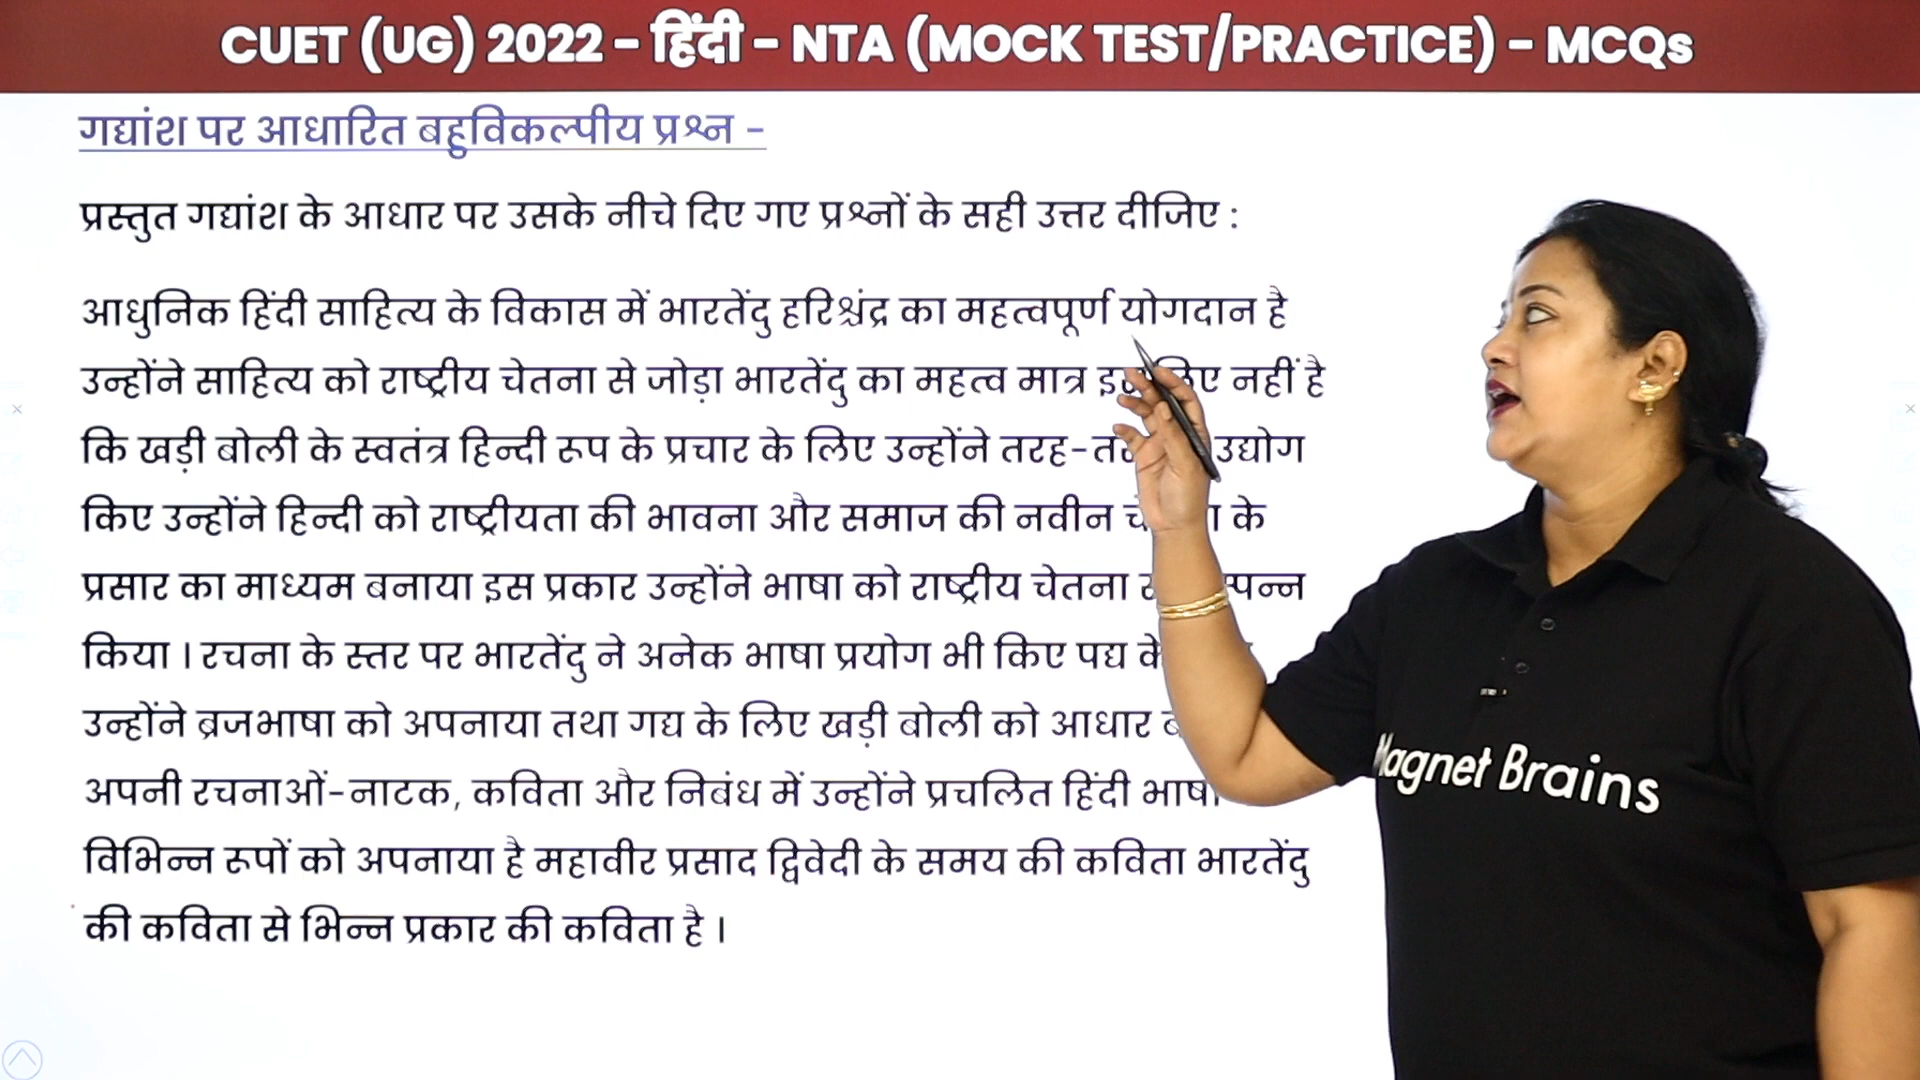 CUET (UG) 2022 – हिंदी – NTA (MOCK TEST/PRACTICE) – MCQs
गद्यांश पर आधारित बहुविकल्पीय प्रश्न -
प्रस्तुत गद्यांश के आधार पर उसके नीचे दिए गए प्रश्नों के सही उत्तर दीजिए :
आधुनिक हिंदी साहित्य के विकास में भारतेंदु हरिश्चंद्र का महत्वपूर्ण योगदान है
उन्होंने साहित्य को राष्ट्रीय चेतना से जोड़ा भारतेंदु का महत्व मात्र इसलिए नहीं है
कि खड़ी बोली के स्वतंत्र हिन्दी रूप के प्रचार के लिए उन्होंने तरह- उद्योग
किए उन्होंने हिन्दी को राष्ट्रीयता की भावना और समाज की नवीन के
प्रसार का माध्यम बनाया इस प्रकार उन्होंने भाषा को राष्ट्रीय चेतना
किया । रचना के स्तर पर भारतेंदु ने अनेक भाषा प्रयोग भी किए पद्य
उन्होंने ब्रजभाषा को अपनाया तथा गद्य के लिए खड़ी बोली को आधार
अपनी रचनाओं-नाटक, कविता और निबंध में उन्होंने प्रचलित हिंदी भाषा
विभिन्न रूपों को अपनाया है महावीर प्रसाद द्विवेदी के समय की कविता भारतेंदु
की कविता से भिन्न प्रकार की कविता है ।
Magnet Brains